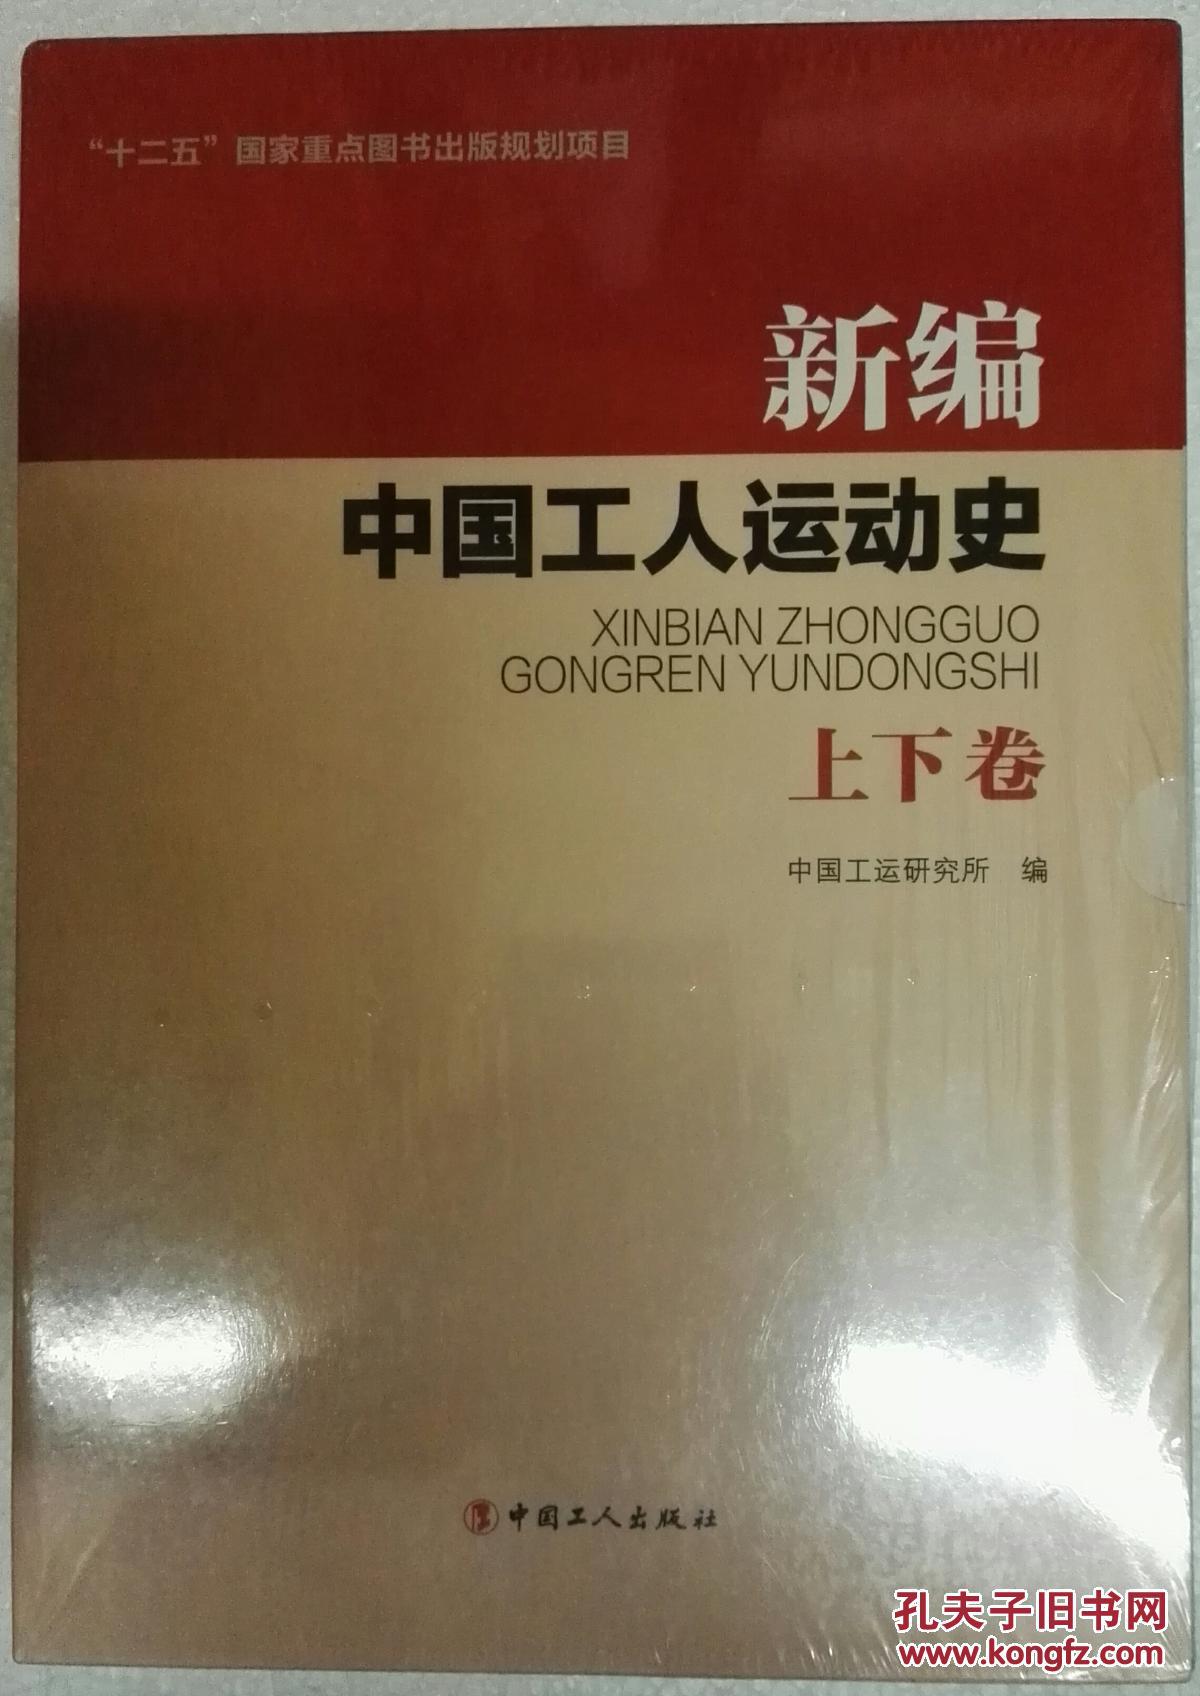 “十二五”国家重点图书出版规划项目
新编
中国工人运动史
XINBIAN ZHONGGUO
GONGREN YUNDONGSHI
上下卷
中国工运研究所 编
中国工人出版社
孔夫子旧书网
www.kongfz.com